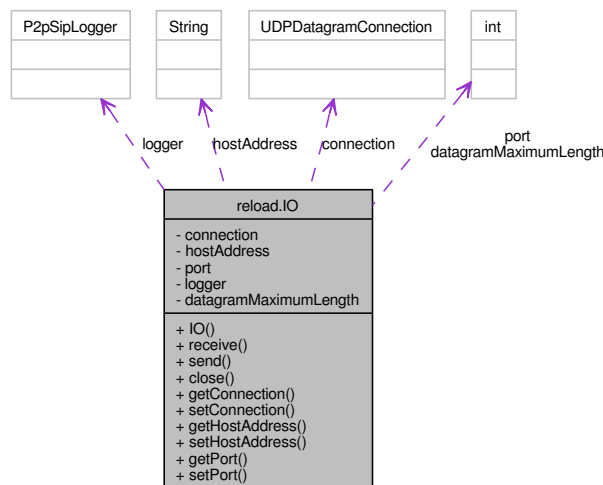 P2pSipLogger
String
UDPDatagramConnection
int
logger
hostAddress
connection
port
datagramMaximumLength
reload.IO
- connection
- hostAddress
- port
- logger
- datagramMaximumLength
+ IO()
+ receive()
+ send()
+ close()
+ getConnection()
+ setConnection()
+ getHostAddress()
+ setHostAddress()
+ getPort()
+ setPort()